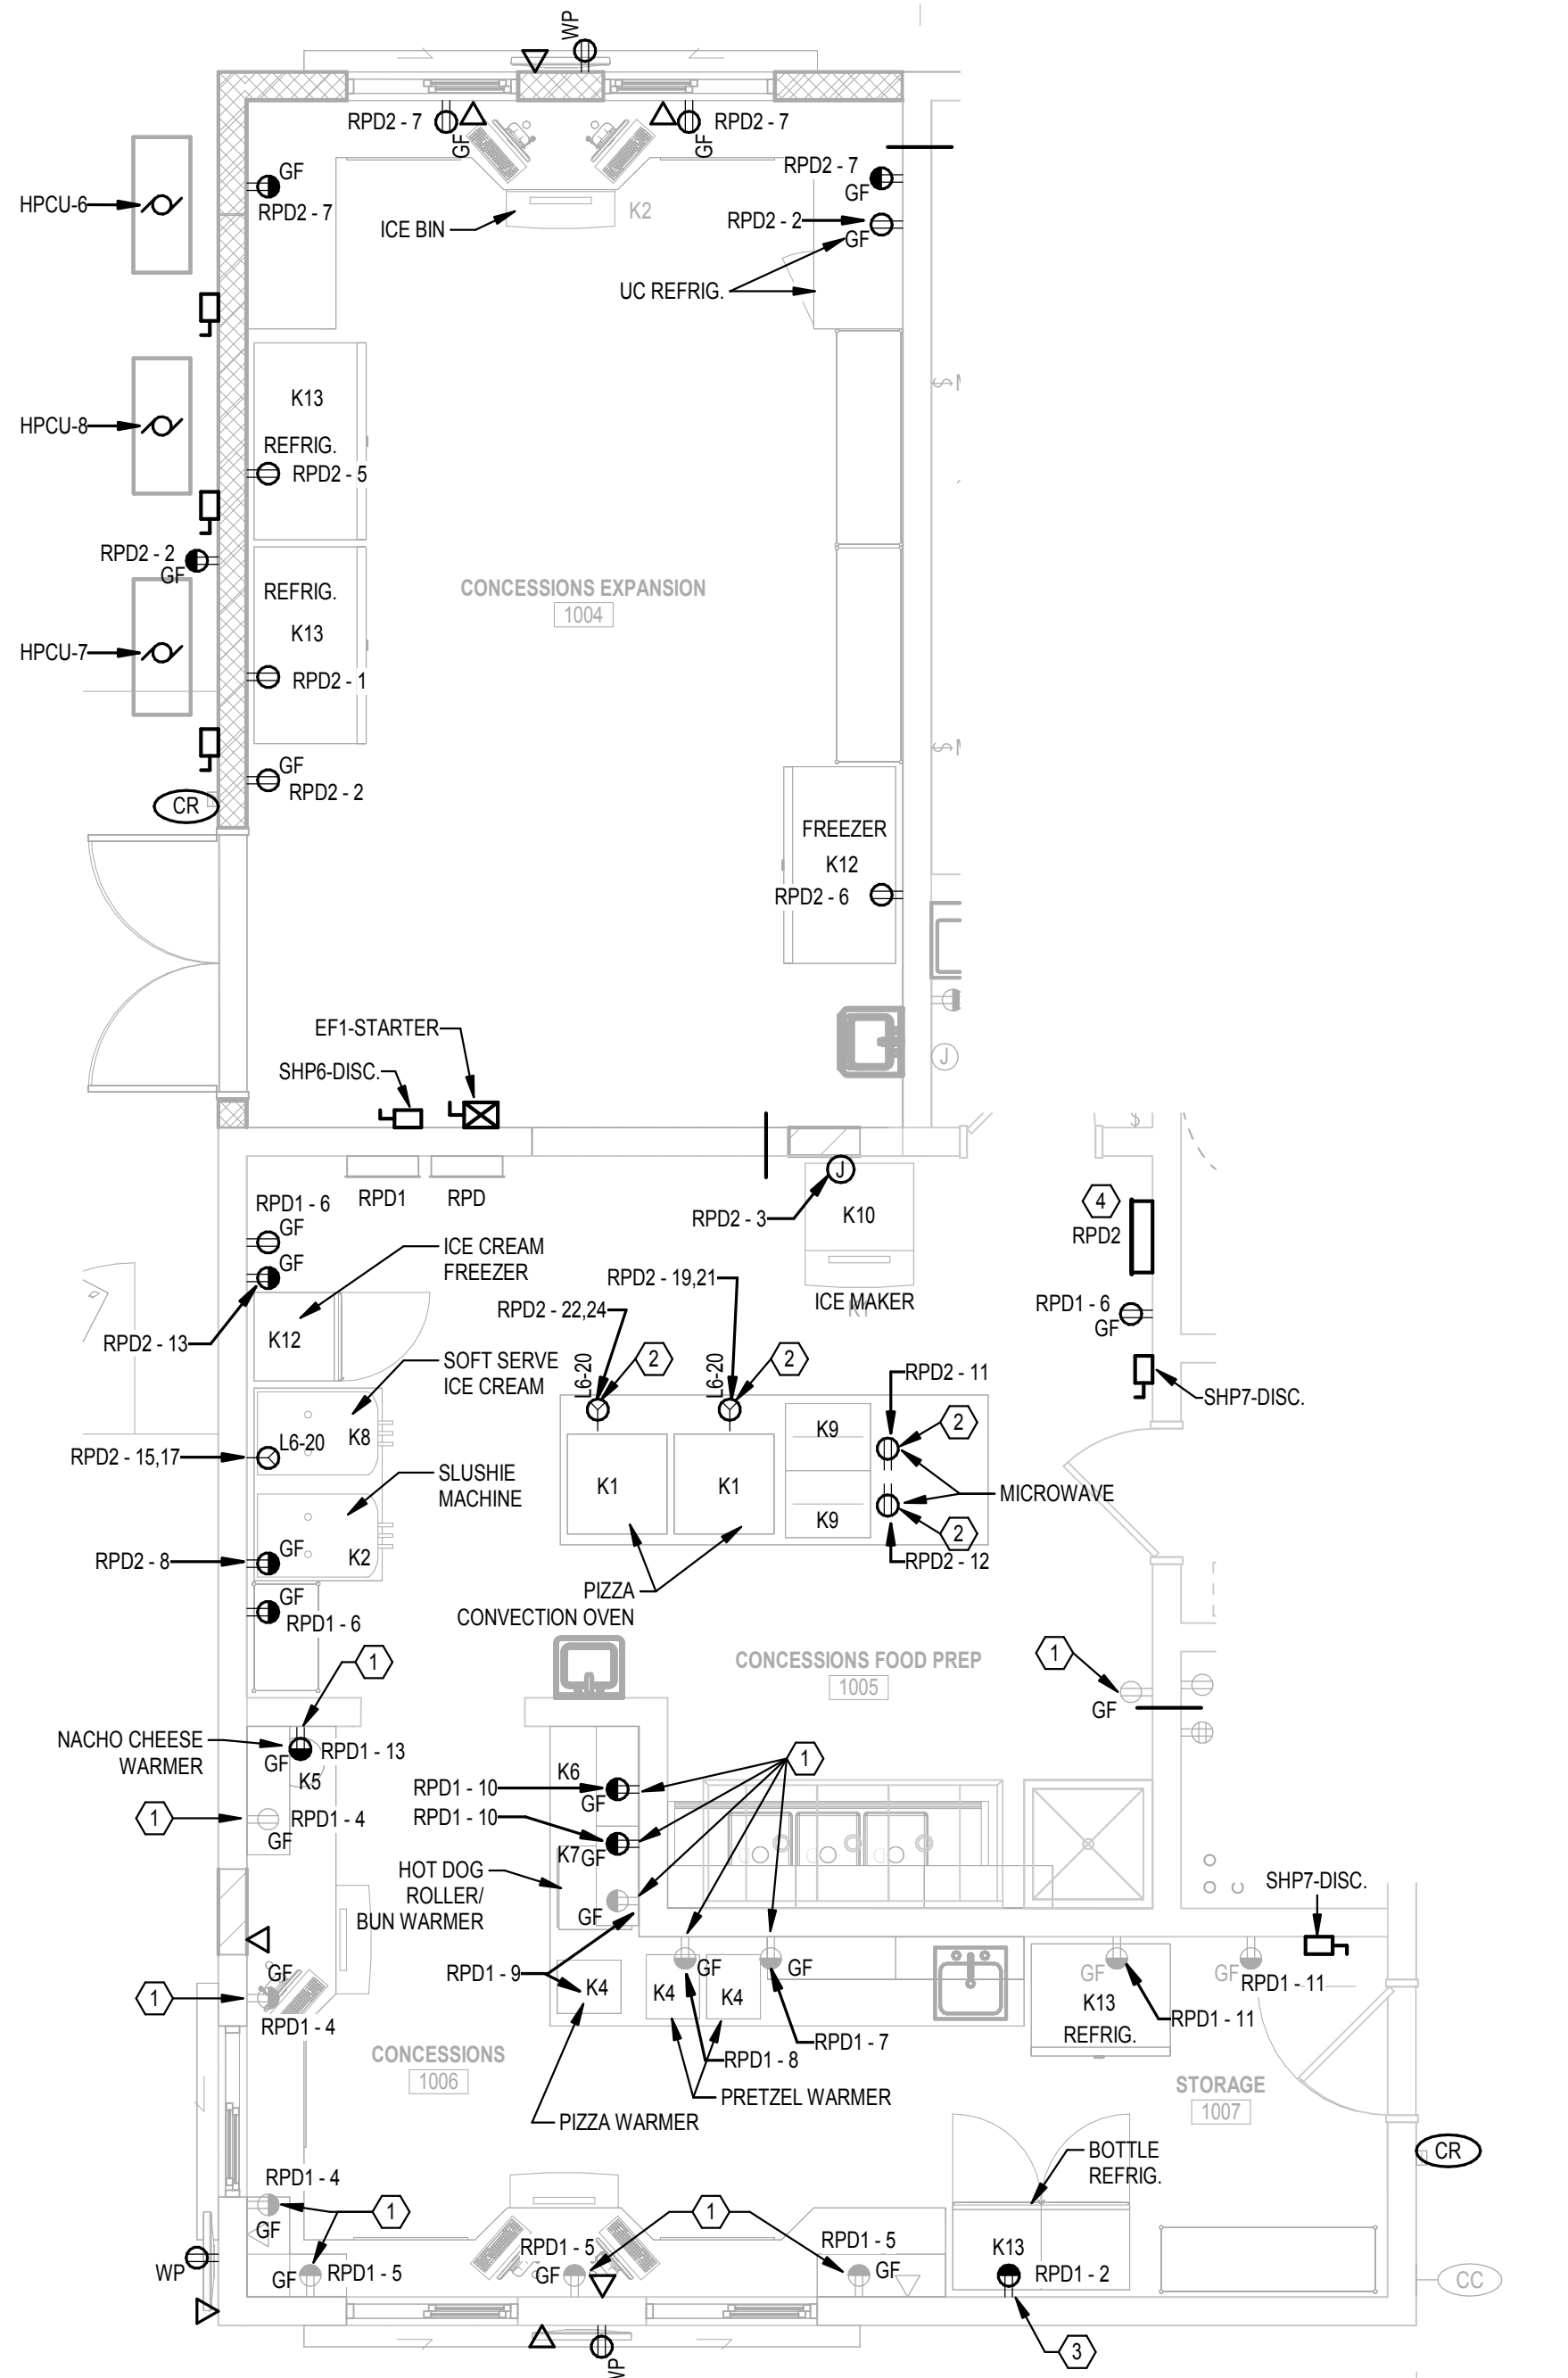 WP
RPD2 - 7
GF
RPD2 - 7
GF
GF
RPD2 - 7
RPD2 - 7
GF
HPCU-6
ICE BIN
K2
RPD2 - 2
GF
UC REFRIG.
K13
REFRIG.
RPD2 - 5
HPCU-8
RPD2 - 2
GF
REFRIG.
K13
RPD2 - 1
CONCESSIONS EXPANSION
1004
HPCU-7
GF
RPD2 - 2
CR
FREEZER
K12
RPD2 - 6
EF1-STARTER
SHP6-DISC.
J
RPD1
RPD
J
RPD2 - 3
K10
ICE MAKER
4
RPD2
RPD1 - 6
GF
GF
RPD2 - 13
ICE CREAM
FREEZER
K12
RPD2 - 19,21
RPD2 - 22,24
RPD1 - 6
GF
SHP7-DISC.
SOFT SERVE
ICE CREAM
L6-20
2
L6-20
2
RPD2 - 11
2
L6-20
K8
RPD2 - 15,17
SLUSHIE
MACHINE
K1
K1
K9
K9
MICROWAVE
2
RPD2 - 12
RPD2 - 8
GF
K2
GF
RPD1 - 6
PIZZA
CONVECTION OVEN
1
CONCESSIONS FOOD PREP
1005
1
GF
NACHO CHEESE
WARMER
GF
RPD1 - 13
K5
RPD1 - 10
K6
GF
1
1
RPD1 - 4
GF
RPD1 - 10
K7
GF
HOT DOG
ROLLER/
BUN WARMER
GF
SHP7-DISC.
1
GF
RPD1 - 4
RPD1 - 9
K4
K4
GF
K4
GF
GF
K13
REFRIG.
RPD1 - 11
GF
RPD1 - 11
RPD1 - 7
RPD1 - 8
PRETZEL WARMER
PIZZA WARMER
CONCESSIONS
1006
STORAGE
1007
BOTTLE
REFRIG.
CR
RPD1 - 4
GF
1
1
WP
GF
RPD1 - 5
RPD1 - 5
GF
RPD1 - 5
GF
K13
RPD1 - 2
CC
3
WP